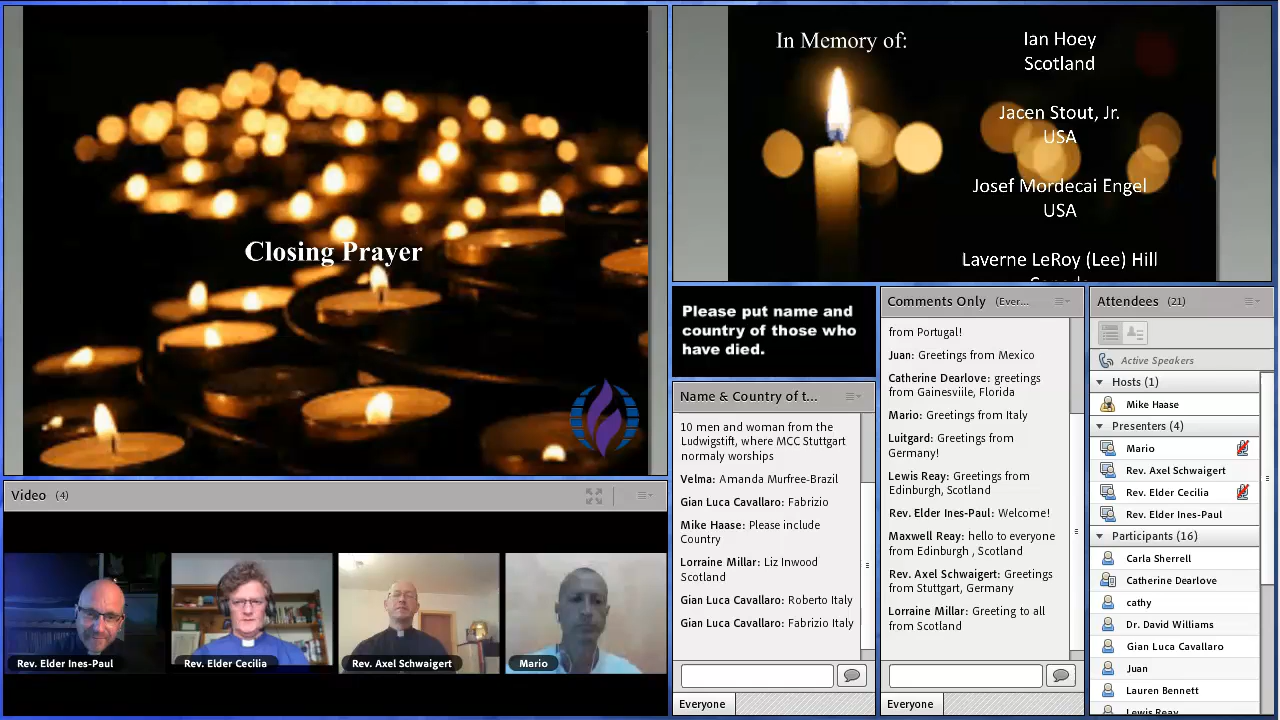 Closing Prayer
In Memory of:
Ian Hoey
Scotland
Jacen Stout, Jr.
USA
Josef Mordecai Engel
USA
Laverne LeRoy (Lee) Hill
Please put name and
country of those who
have died.
Name & Country of t...
10 men and woman from the
Ludwigstift, where MCC Stuttgart
normaly worships
Velma: Amanda Murfree-Brazil
Gian Luca Cavallaro: Fabrizio
Mike Haase: Please include
Country
Lorraine Millar: Liz Inwood
Scotland
Gian Luca Cavallaro: Roberto Italy
Gian Luca Cavallaro: Fabrizio Italy
Everyone
Comments Only (Ever...
from Portugal!
Juan: Greetings from Mexico
Catherine Dearlove: greetings
from Gainesviile, Florida
Mario: Greetings from Italy
Luitgard: Greetings from
Germany!
Lewis Reay: Greetings from
Edinburgh, Scotland
Rev. Elder Ines-Paul: Welcome!
Maxwell Reay: hello to everyone
from Edinburgh , Scotland
Rev. Axel Schwaigert: Greetings
from Stuttgart, Germany
Lorraine Millar: Greeting to all
from Scotland
Everyone
Attendees (21)
Active Speakers
Hosts (1)
Mike Haase
Presenters (4)
Mario
Rev. Axel Schwaigert
Rev. Elder Cecilia
Rev. Elder Ines-Paul
Participants (16)
Carla Sherrell
Catherine Dearlove
cathy
Dr. David Williams
Gian Luca Cavallaro
Juan
Lauren Bennett
Lewis Reay
Video (4)
Rev. Elder Ines-Paul
Rev. Elder Cecilia
Rev. Axel Schwaigert
Mario